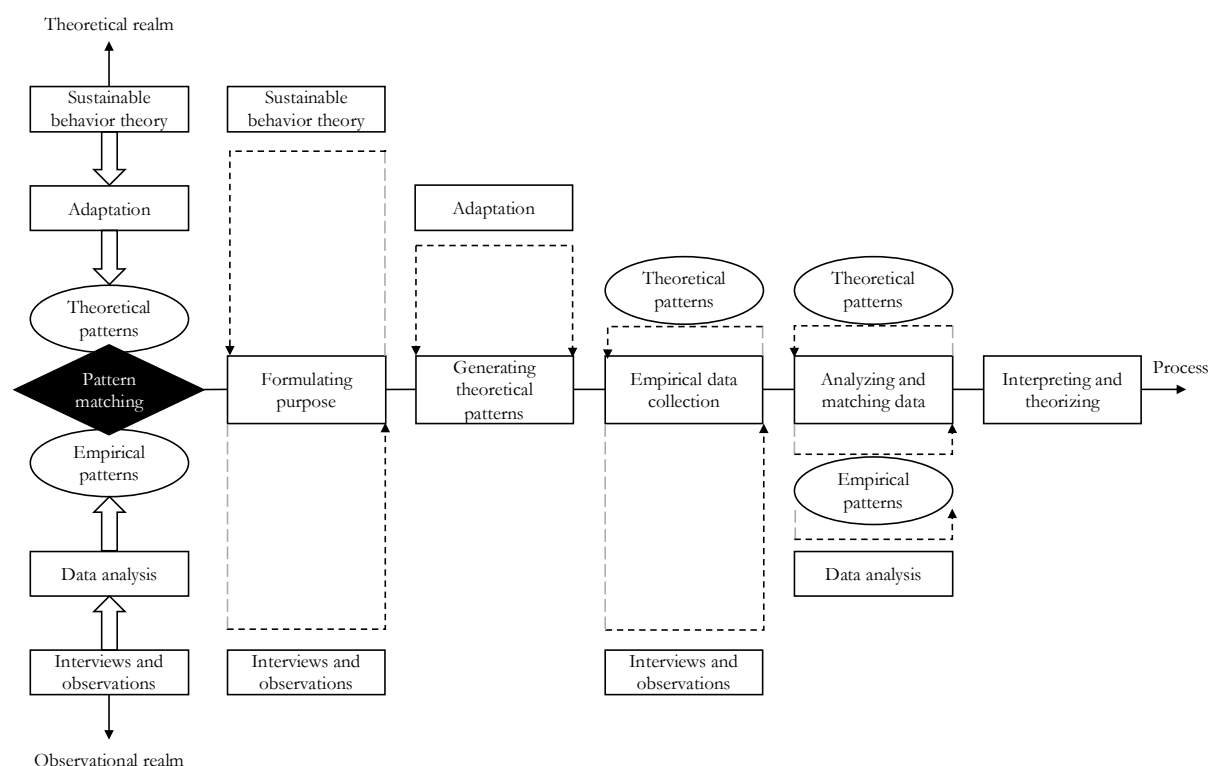 Theoretical realm
Sustainable
behavior theory
Sustainable
behavior theory
Adaptation
Adaptation
Theoretical
patterns
Theoretical
patterns
Theoretical
patterns
Pattern
matching
Formulating
purpose
Generating
theoretical
patterns
Empirical data
collection
Analyzing and
matching data
Interpreting and
theorizing
Process
Empirical
patterns
Empirical
patterns
Data analysis
Data analysis
Interviews and
observations
Interviews and
observations
Interviews and
observations
Observational realm